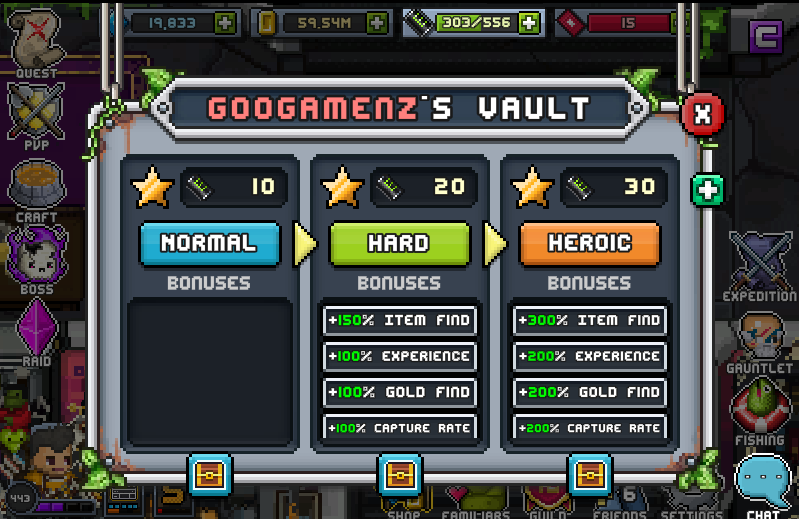 19,833
59.54M
303/556
15
QUEST
PVP
CRAFT
BOSS
RAID
443
GOOGAMENZ'S VAULT
X
10
20
30
NORMAL
HARD
HEROIC
BONUSES
BONUSES
BONUSES
+150% ITEM FIND
+100% EXPERIENCE
+100% GOLD FIND
+100% CAPTURE RATE
+300% ITEM FIND
+200% EXPERIENCE
+200% GOLD FIND
+200% CAPTURE RATE
EXPEDITION
GAUNTLET
FISHING
SHOP
FAMILIARS
GUILD
6
FRIENDS
SETTINGS
CHAT